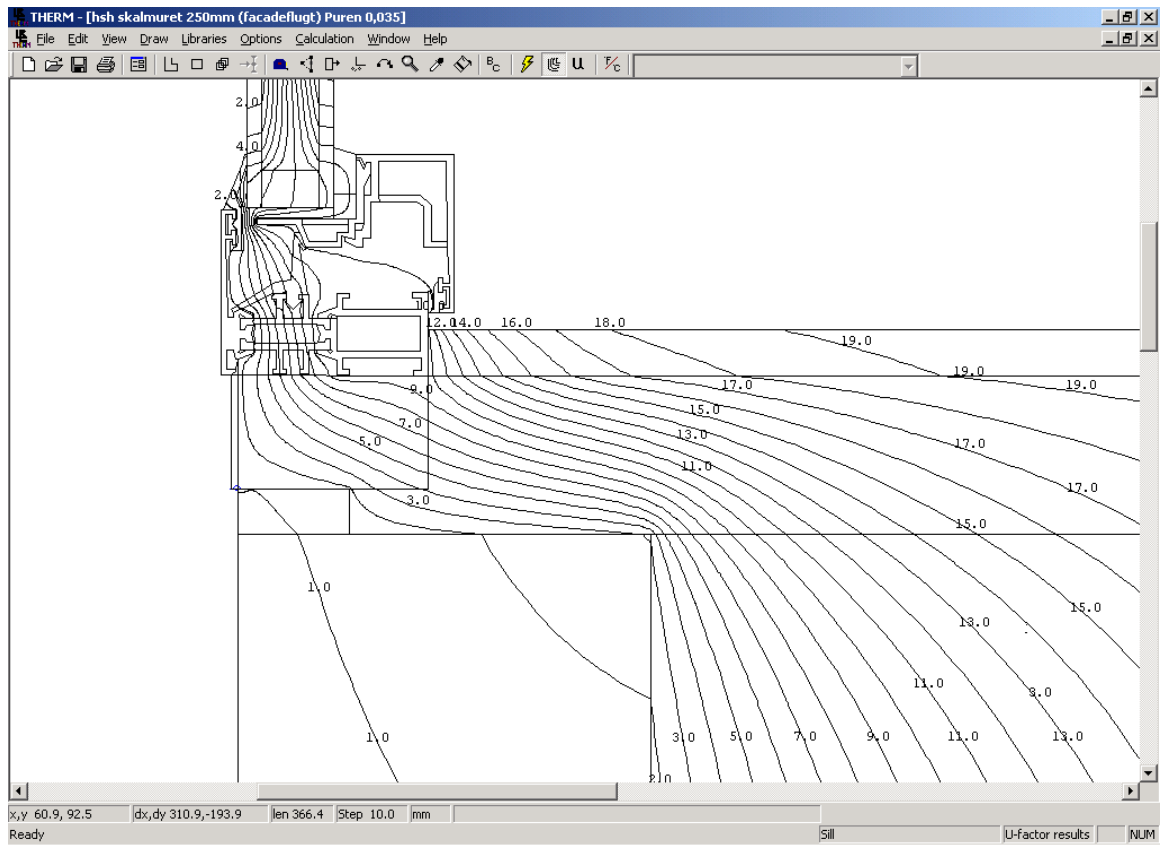 THERM - [hsh skalmuret 250mm (facadeflugt) Puren 0,035]
File Edit View Draw Libraries Options Calculation Window Help
BC U F/C
2.0
4.0
2.0
12.0 14.0 16.0 18.0
19.0
19.0
9.0 17.0 19.0
15.0
7.0
13.0
5.0 17.0
11.0
17.0
3.0
15.0
1.0
15.0
13.0
11.0
3.0
1.0 3.0 5.0 7.0 9.0 11.0 13.0
2.0
x,y 60.9, 92.5 dx,dy 310.9,-193.9 len 366.4 Step 10.0 mm
Ready Sill U-factor results NUM